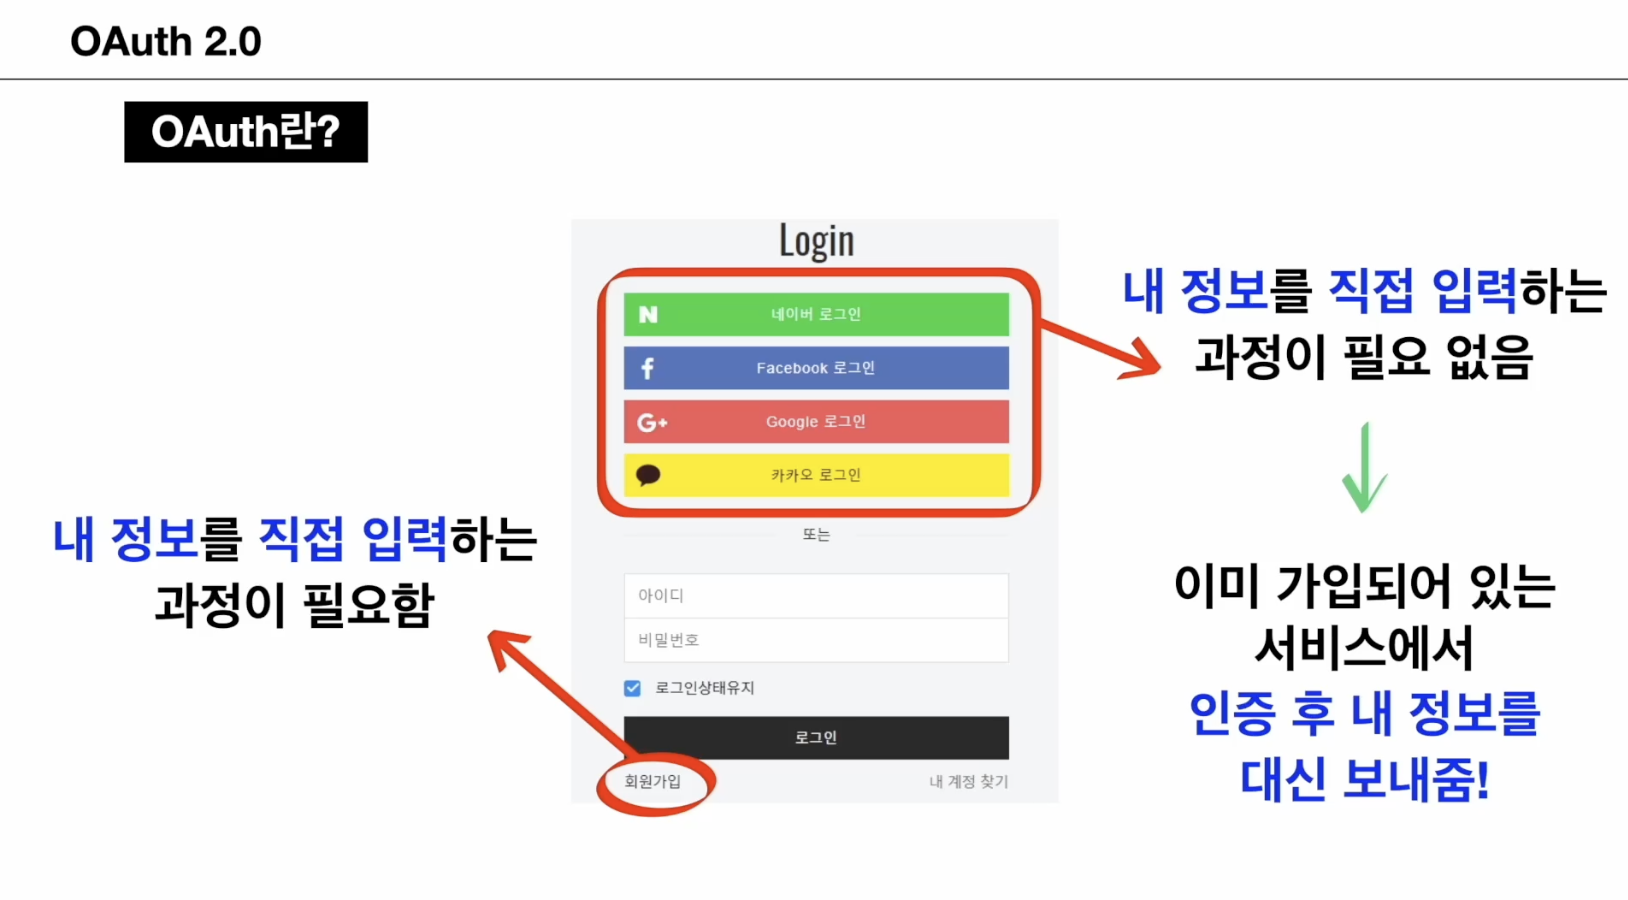 OAuth 2.0
OAuth란?
Login
N 네이버 로그인
f Facebook 로그인
G+ Google 로그인
카카오 로그인
또는
아이디
비밀번호
로그인상태유지
로그인
회원가입
내 계정 찾기
내 정보를 직접 입력하는
과정이 필요 없음
이미 가입되어 있는
서비스에서
인증 후 내 정보를
대신 보내줌!
내 정보를 직접 입력하는
과정이 필요함